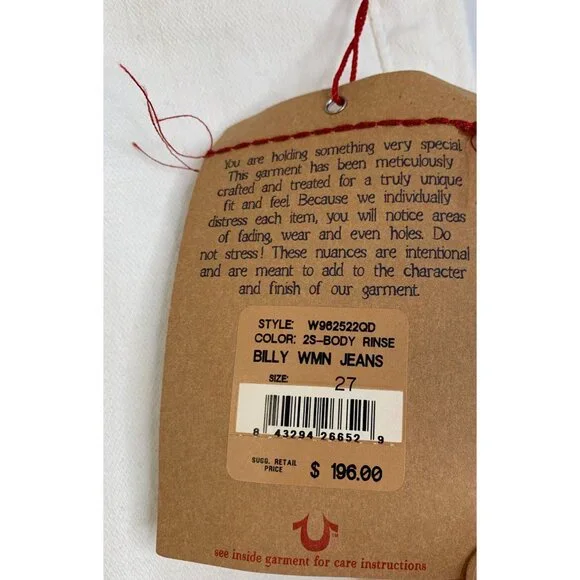 You are holding something very special.
This garment has been meticulously
crafted and treated for a truly unique
fit and feel. Because we individually
distress each item, you will notice areas
of fading, wear and even holes. Do
not stress! These nuances are intentional
and are meant to add to the character
and finish of our garment.
STYLE: W962522QD
COLOR: 2S-BODY RINSE
BILLY WMN JEANS
SIZE: 27
8 43294 26652 9
SUGG. RETAIL
PRICE $ 196.00
see inside garment for care instructions